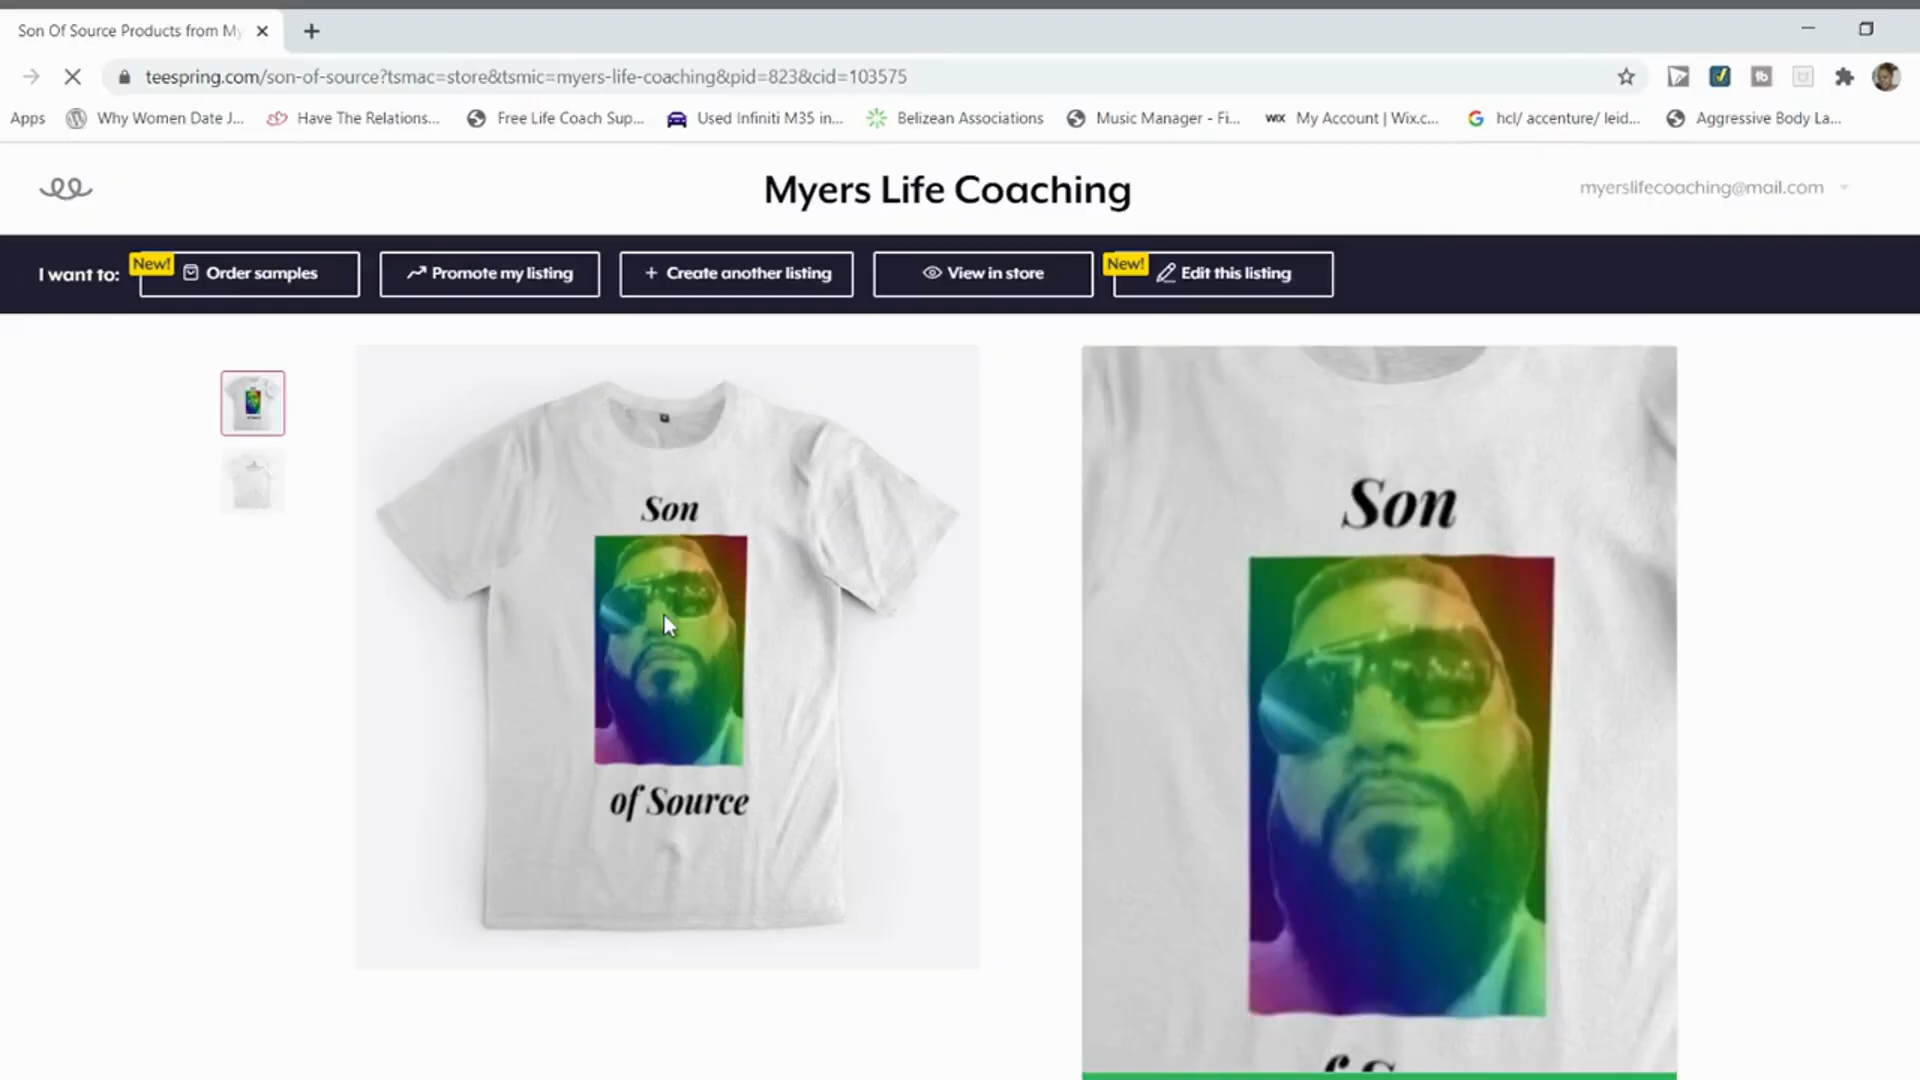 Son Of Source Products from My
teespring.com/son-of-source?tsmac=store&tsmic=myers-life-coaching&pid=823&cid=103575
Apps Why Women Date J... Have The Relations... Free Life Coach Sup... Used Infiniti M35 in... Belizean Associations Music Manager - Fi... WIX My Account | Wix.c... hcl/ accenture/ leid... Aggressive Body La...
Myers Life Coaching
myerslifecoaching@mail.com
I want to: New! Order samples Promote my listing + Create another listing View in store New! Edit this listing
Son
of Source
Son